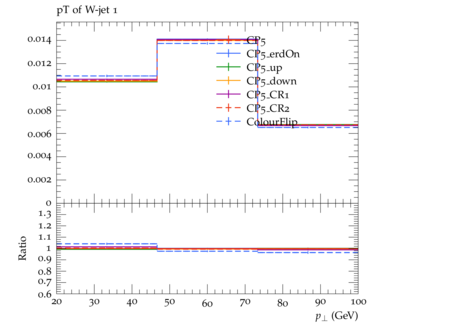 pT of W-jet 1
0.014
0.012
0.01
0.008
0.006
0.004
0.002
0
CP5
CP5_erdOn
CP5_up
CP5_down
CP5_CR1
CP5_CR2
ColourFlip
1.3
1.2
1.1
1
0.9
0.8
0.7
0.6
Ratio
20 30 40 50 60 70 80 90 100
p⊥ (GeV)